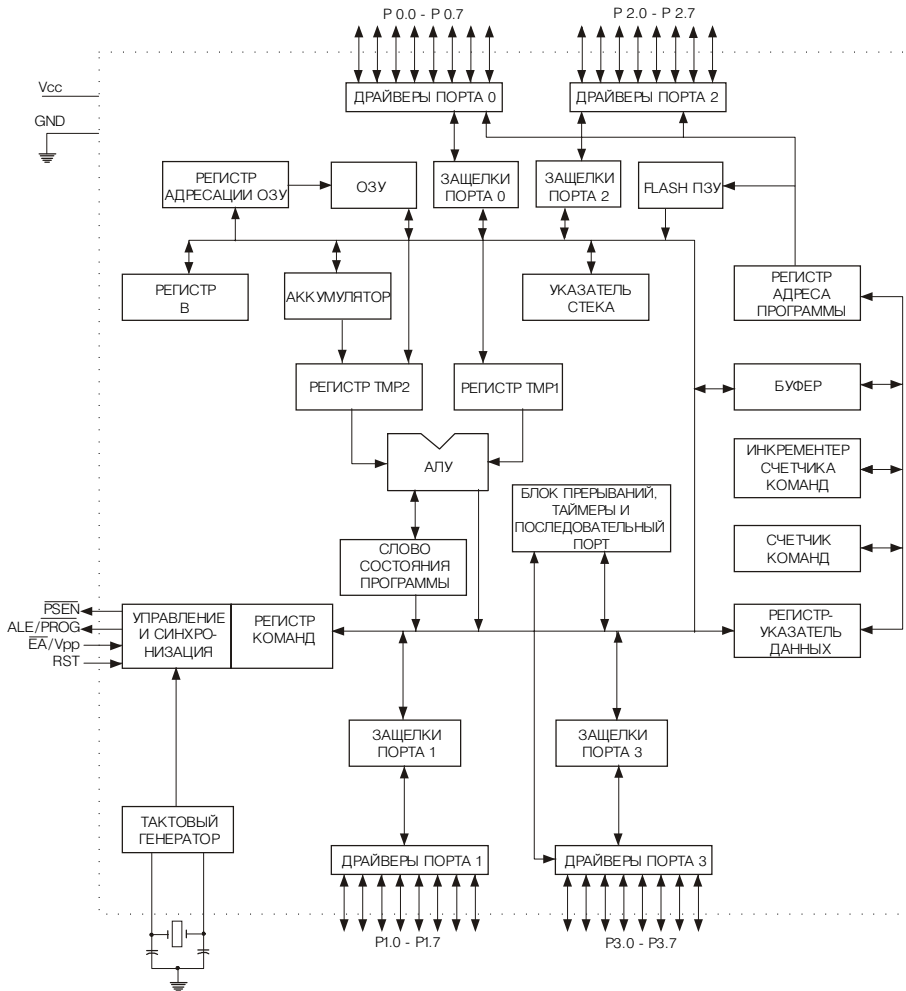 P 0.0 - P 0.7
P 2.0 - P 2.7
Vcc
GND
ДРАЙВЕРЫ ПОРТА 0
ДРАЙВЕРЫ ПОРТА 2
РЕГИСТР
АДРЕСАЦИИ ОЗУ
ОЗУ
ЗАЩЕЛКИ
ПОРТА 0
ЗАЩЕЛКИ
ПОРТА 2
FLASH ПЗУ
РЕГИСТР
B
АККУМУЛЯТОР
УКАЗАТЕЛЬ
СТЕКА
РЕГИСТР
АДРЕСА
ПРОГРАММЫ
РЕГИСТР TMP2
РЕГИСТР TMP1
БУФЕР
АЛУ
ИНКРЕМЕНТЕР
СЧЕТЧИКА
КОМАНД
БЛОК ПРЕРЫВАНИЙ,
ТАЙМЕРЫ И
ПОСЛЕДОВАТЕЛЬНЫЙ
ПОРТ
СЛОВО
СОСТОЯНИЯ
ПРОГРАММЫ
СЧЕТЧИК
КОМАНД
PSEN
ALE/PROG
EA/Vpp
RST
УПРАВЛЕНИЕ
И СИНХРО-
НИЗАЦИЯ
РЕГИСТР
КОМАНД
РЕГИСТР-
УКАЗАТЕЛЬ
ДАННЫХ
ЗАЩЕЛКИ
ПОРТА 1
ЗАЩЕЛКИ
ПОРТА 3
ТАКТОВЫЙ
ГЕНЕРАТОР
ДРАЙВЕРЫ ПОРТА 1
ДРАЙВЕРЫ ПОРТА 3
P1.0 - P1.7
P3.0 - P3.7